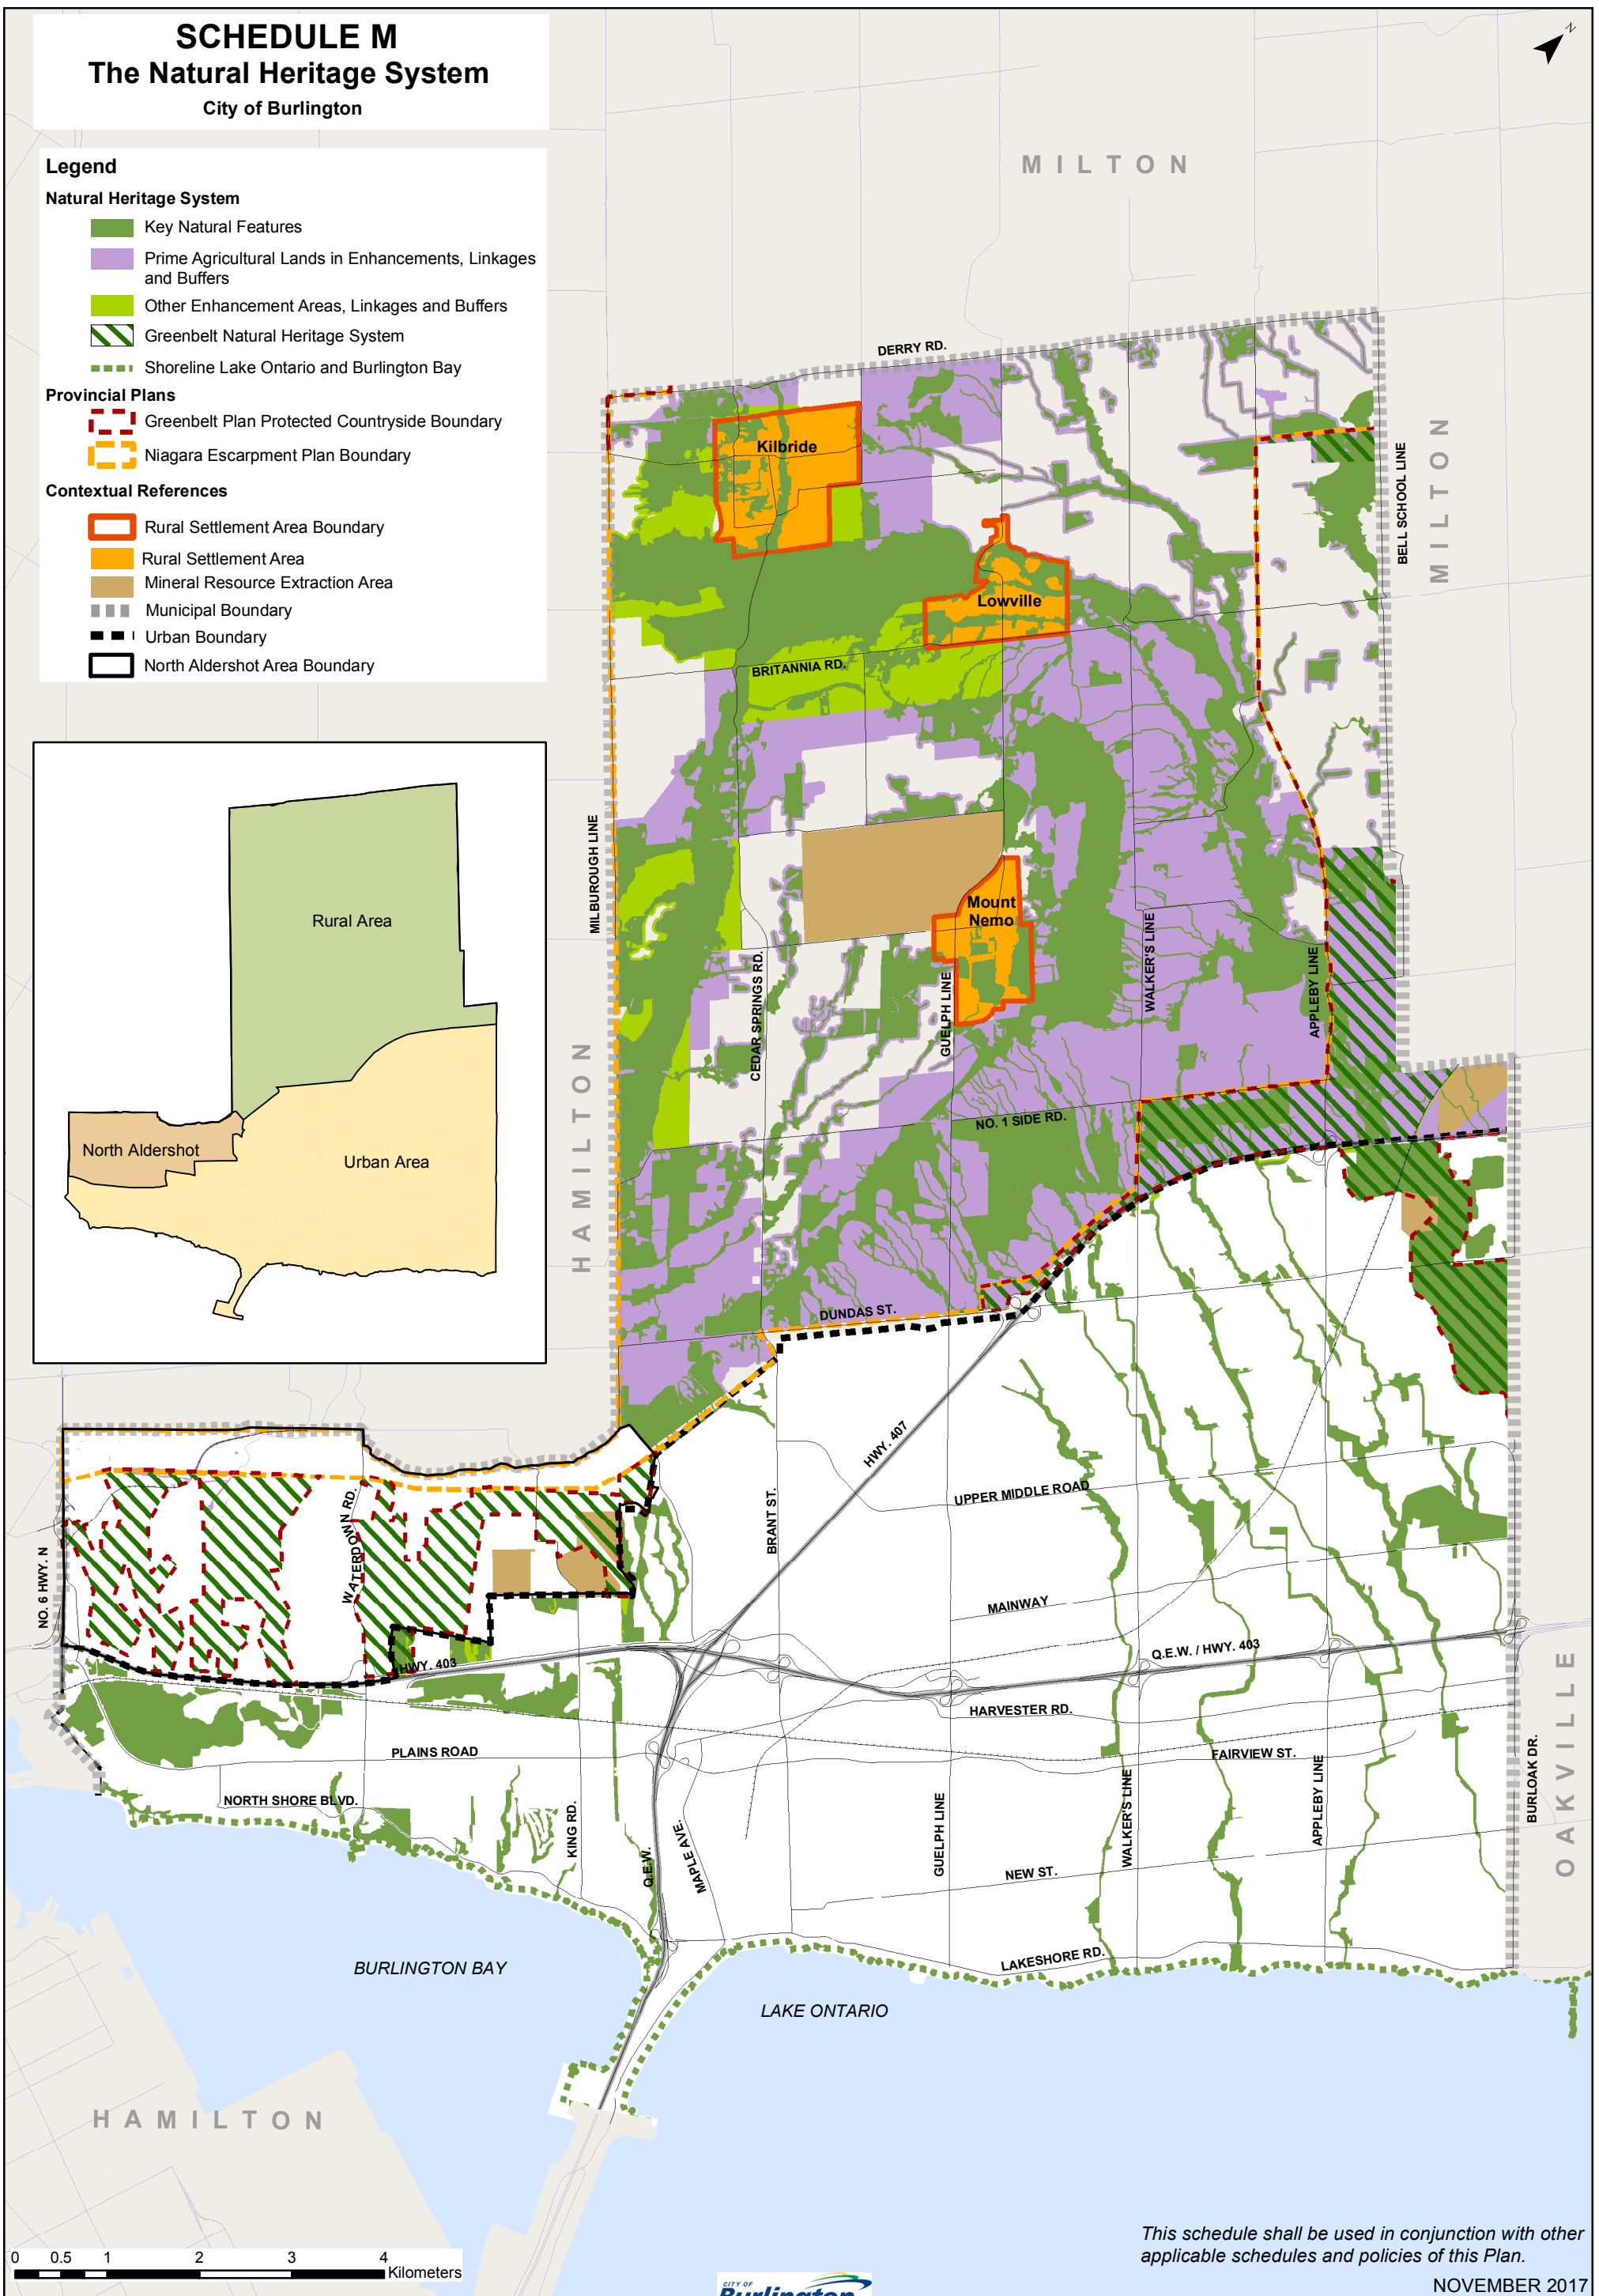 SCHEDULE M
The Natural Heritage System
City of Burlington
N
Legend
Natural Heritage System
Key Natural Features
Prime Agricultural Lands in Enhancements, Linkages
and Buffers
Other Enhancement Areas, Linkages and Buffers
Greenbelt Natural Heritage System
Shoreline Lake Ontario and Burlington Bay
Provincial Plans
Greenbelt Plan Protected Countryside Boundary
Niagara Escarpment Plan Boundary
Contextual References
Rural Settlement Area Boundary
Rural Settlement Area
Mineral Resource Extraction Area
Municipal Boundary
Urban Boundary
North Aldershot Area Boundary
Rural Area
North Aldershot
Urban Area
MILTON
DERRY RD.
Kilbride
MILTON
BELL SCHOOL LINE
Lowville
BRITANNIA RD.
MILBOROUGH LINE
Mount
Nemo
CEDAR SPRINGS RD.
GUELPH LINE
WALKER'S LINE
APPLEBY LINE
HAMILTON
NO. 1 SIDE RD.
DUNDAS ST.
HWY. 407
UPPER MIDDLE ROAD
BRANT ST.
WATERDOWN RD.
NO. 6 HWY. N
MAINWAY
Q.E.W. / HWY. 403
HWY. 403
HARVESTER RD.
PLAINS ROAD
FAIRVIEW ST.
NORTH SHORE BLVD.
KING RD.
Q.E.W.
MAPLE AVE.
GUELPH LINE
WALKER'S LINE
APPLEBY LINE
BURLOAK DR.
OAKVILLE
NEW ST.
LAKESHORE RD.
BURLINGTON BAY
LAKE ONTARIO
HAMILTON
This schedule shall be used in conjunction with other
applicable schedules and policies of this Plan.
NOVEMBER 2017
0 0.5 1 2 3 4
Kilometers
CITY OF
Burlington